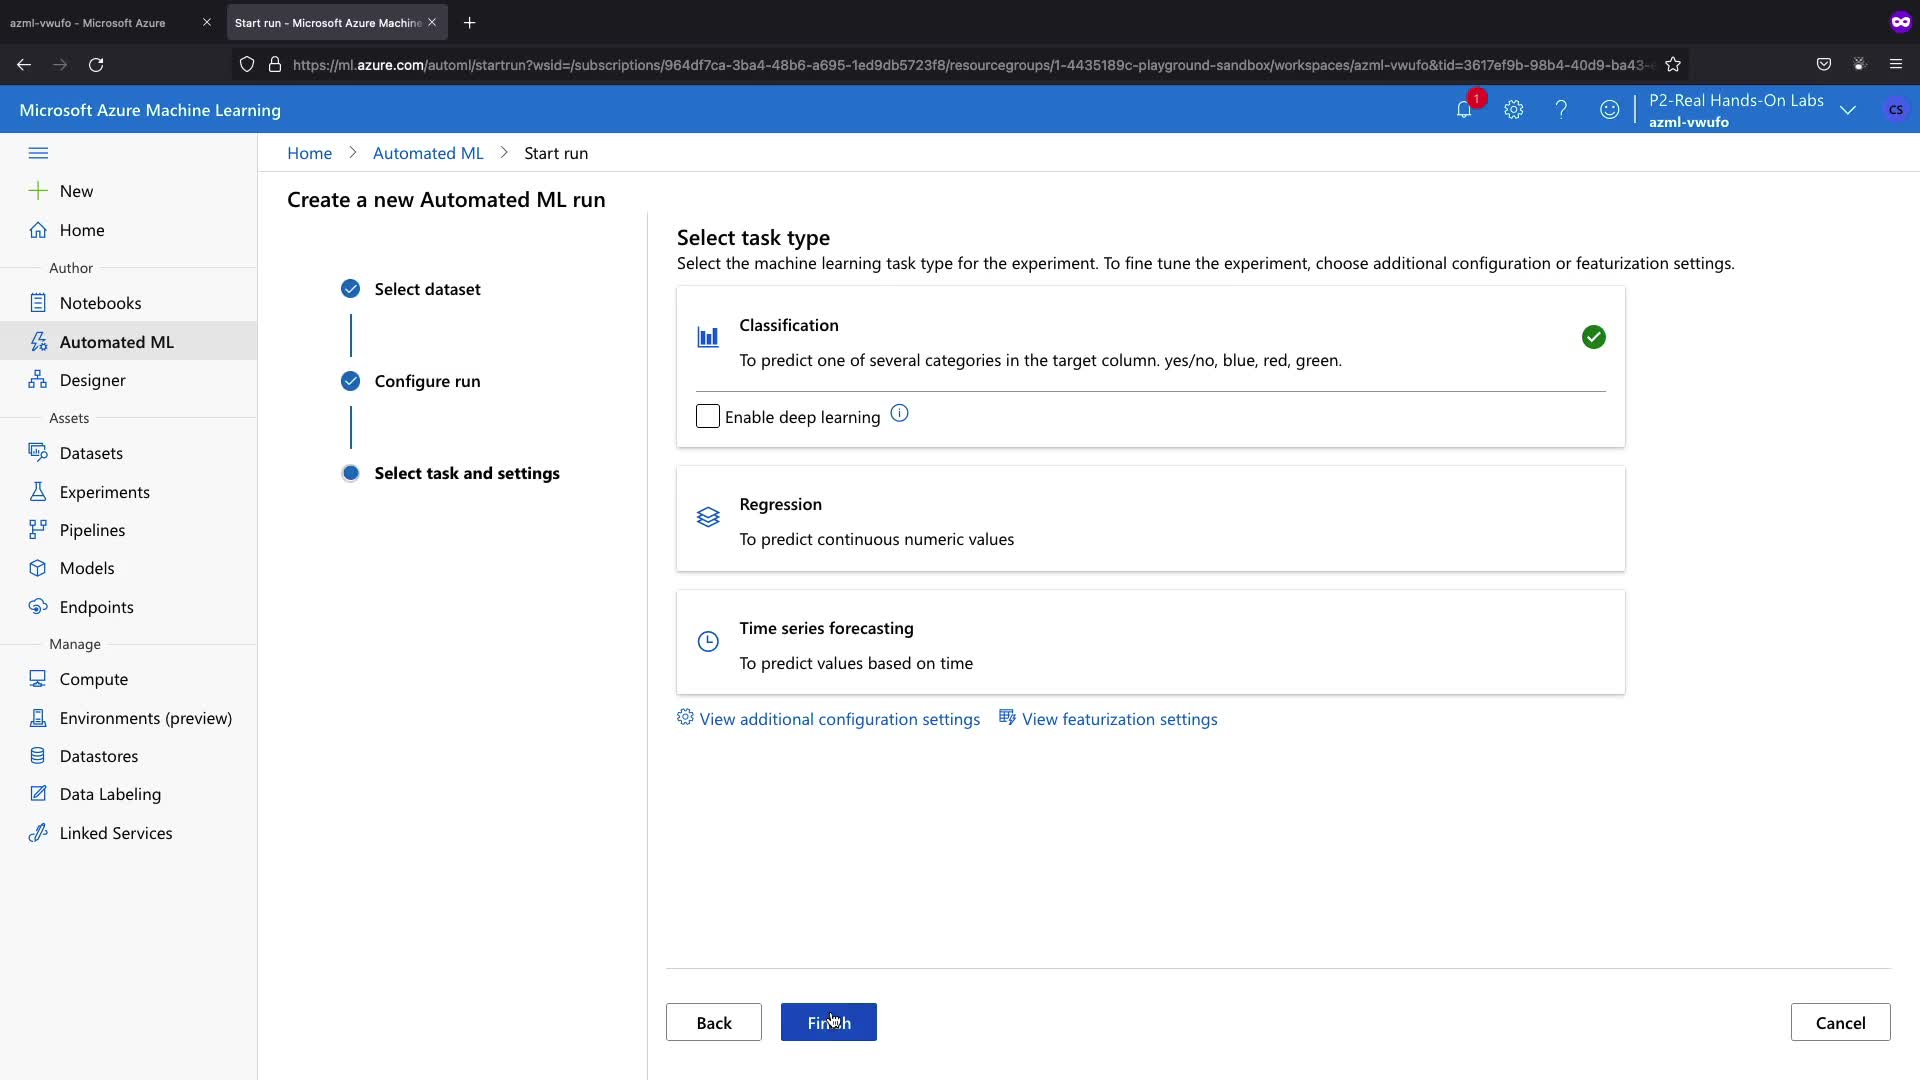 azml-vwufo - Microsoft Azure
Start run - Microsoft Azure Machine
https://ml.azure.com/automl/startrun?wsid=/subscriptions/964df7ca-3ba4-48b6-a695-1ed9db5723f8/resourcegroups/1-4435189c-playground-sandbox/workspaces/azml-vwufo&tid=3617ef9b-98b4-40d9-ba43-
Microsoft Azure Machine Learning
1
P2-Real Hands-On Labs
azml-vwufo
CS
Home > Automated ML > Start run
New
Home
Author
Notebooks
Automated ML
Designer
Assets
Datasets
Experiments
Pipelines
Models
Endpoints
Manage
Compute
Environments (preview)
Datastores
Data Labeling
Linked Services
Create a new Automated ML run
Select dataset
Configure run
Select task and settings
Select task type
Select the machine learning task type for the experiment. To fine tune the experiment, choose additional configuration or featurization settings.
Classification
To predict one of several categories in the target column. yes/no, blue, red, green.
Enable deep learning
Regression
To predict continuous numeric values
Time series forecasting
To predict values based on time
View additional configuration settings
View featurization settings
Back
Finish
Cancel